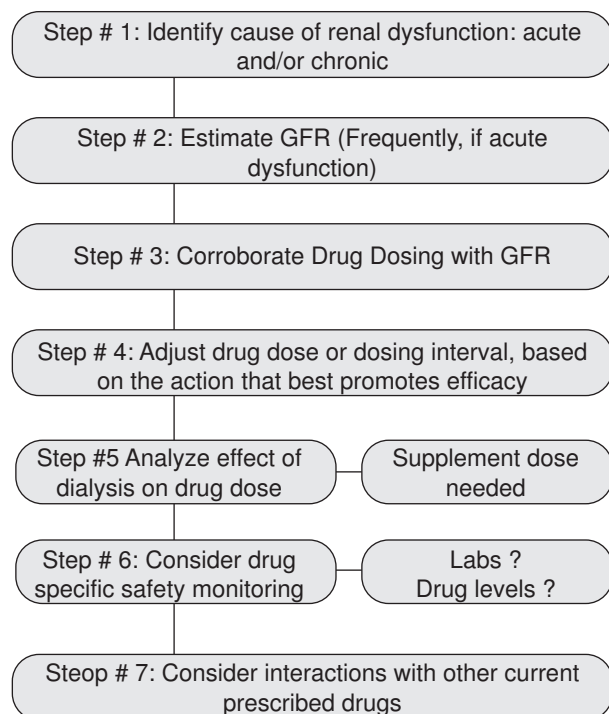 Step # 1: Identify cause of renal dysfunction: acute
and/or chronic
Step # 2: Estimate GFR (Frequently, if acute
dysfunction)
Step # 3: Corroborate Drug Dosing with GFR
Step # 4: Adjust drug dose or dosing interval, based
on the action that best promotes efficacy
Step #5 Analyze effect of
dialysis on drug dose
Supplement dose
needed
Step # 6: Consider drug
specific safety monitoring
Labs ?
Drug levels ?
Steop # 7: Consider interactions with other current
prescribed drugs